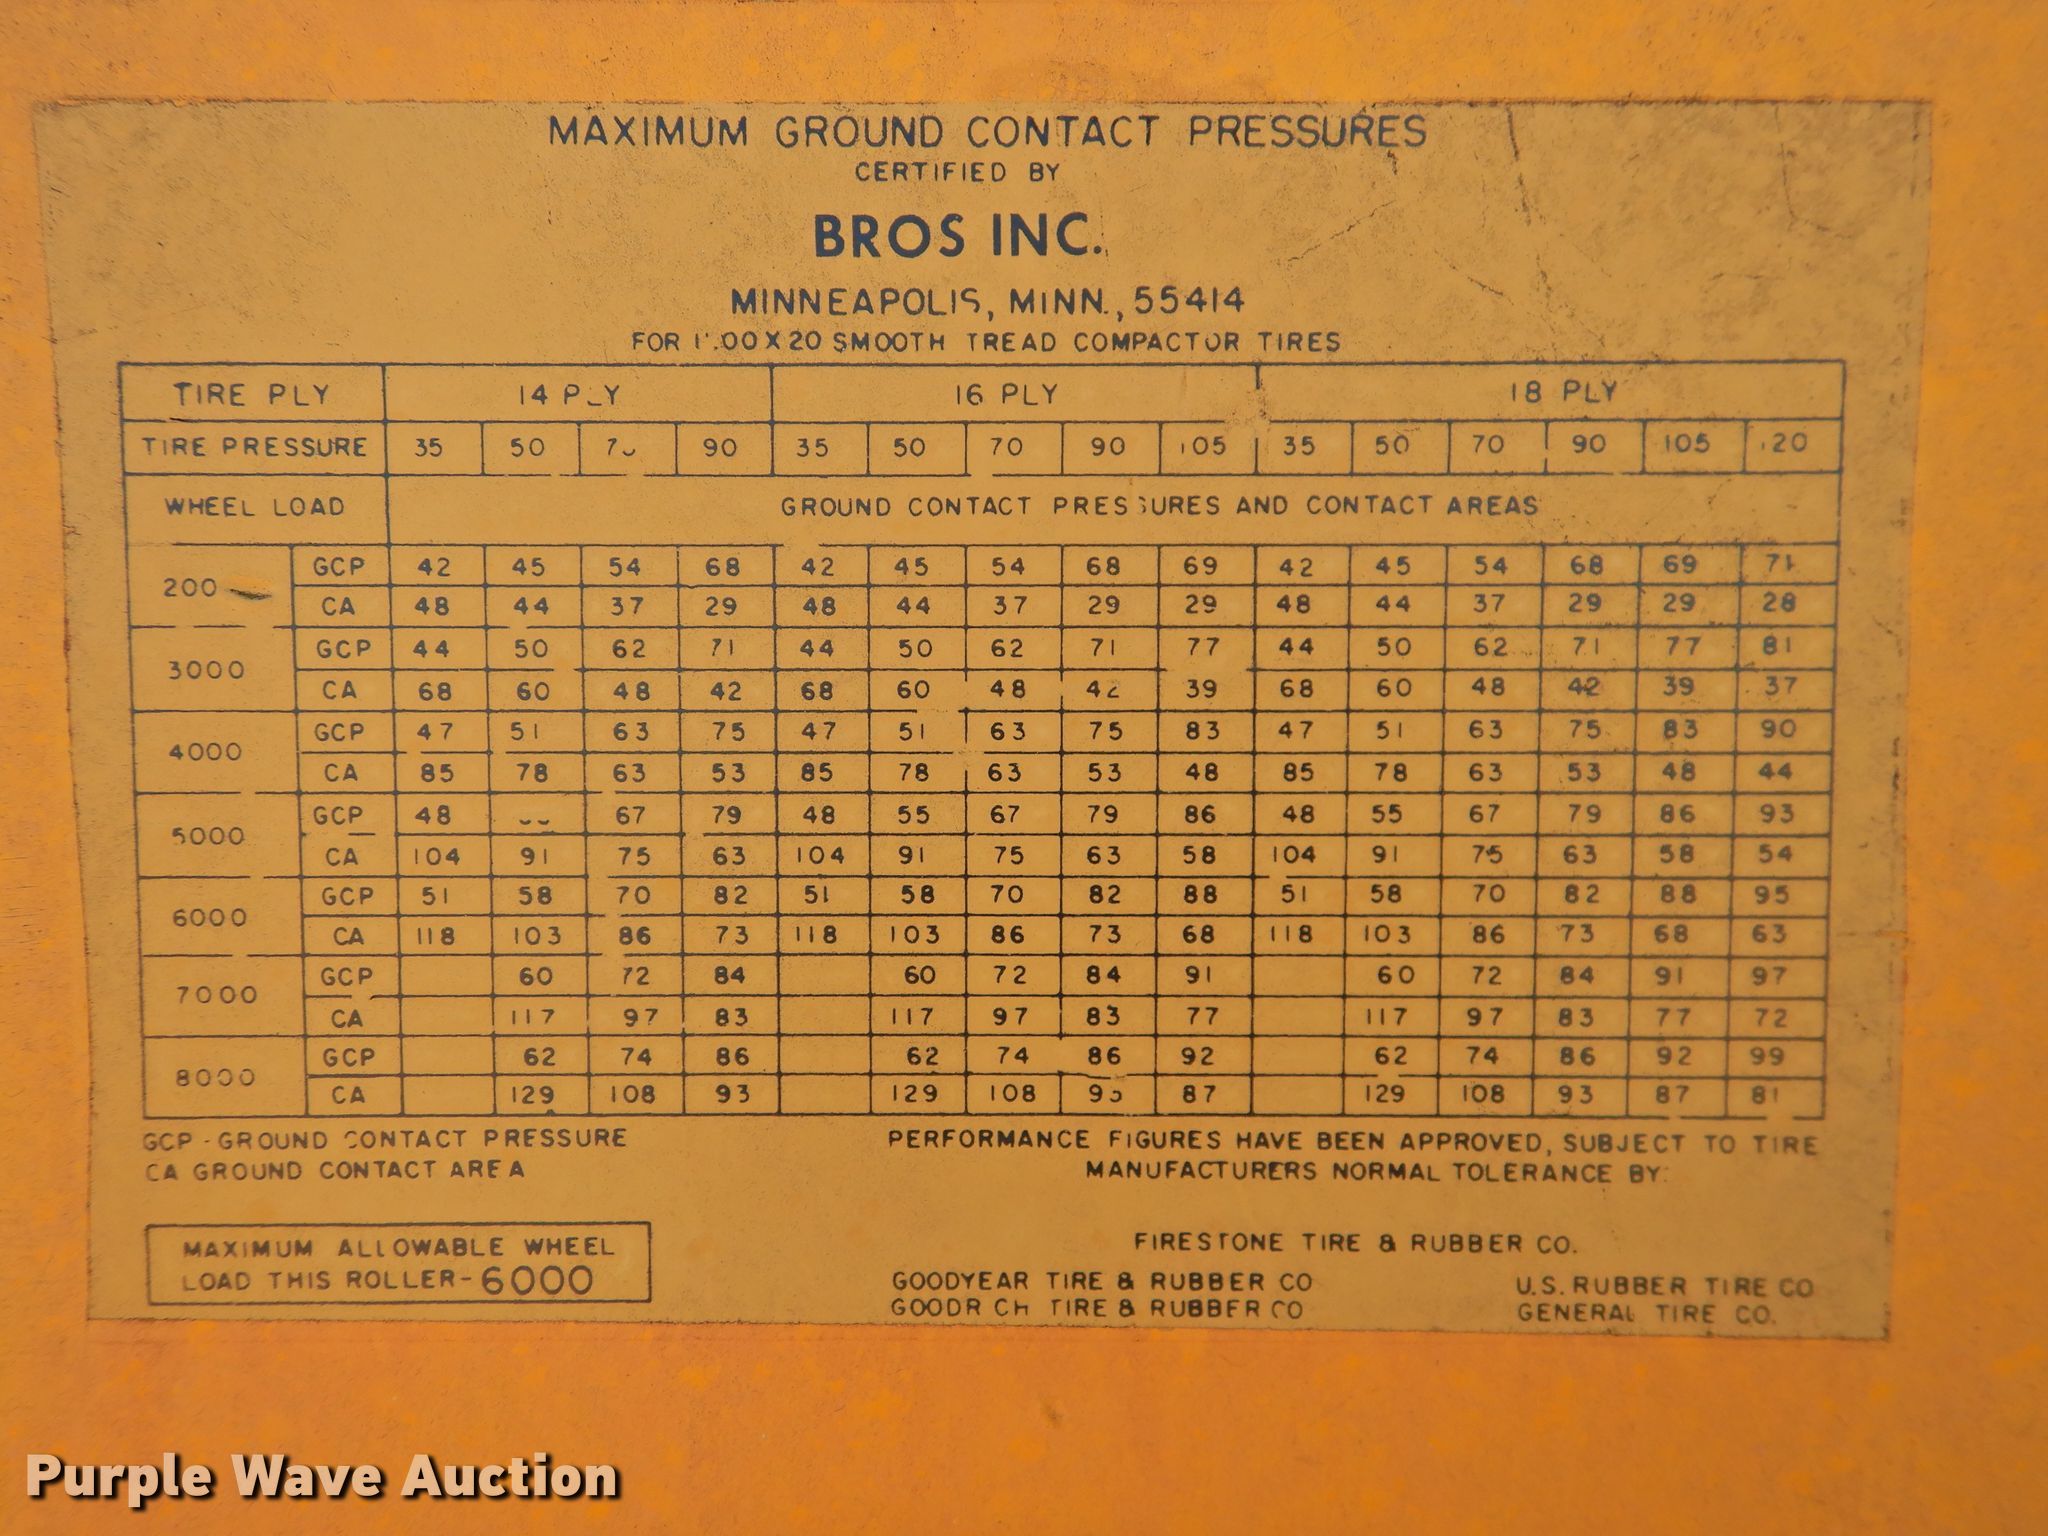 MAXIMUM GROUND CONTACT PRESSURES
CERTIFIED BY
BROS INC.
MINNEAPOLIS, MINN., 55414
FOR SMOOTH TREAD COMPACTOR TIRES
TIRE PLY 14 PLY 16 PLY 18 PLY
TIRE PRESSURE 35 50 90 35 50 70 90 105 35 50 70 90 105 120
WHEEL LOAD GROUND CONTACT PRESSURES AND CONTACT AREAS
GCP 42 45 54 68 42 45 54 68 69 42 45 54 68 69 71
200
CA 48 44 37 29 48 44 37 29 29 48 44 37 29 29 28
GCP 44 50 62 71 44 50 62 71 77 44 50 62 71 77 81
3000
CA 68 60 48 42 68 60 48 42 39 68 60 48 42 39 37
GCP 47 51 63 75 47 51 63 75 83 47 51 63 75 83 90
4000
CA 85 78 63 53 85 78 63 53 48 85 78 63 53 48 44
GCP 48 67 79 48 55 67 79 86 48 55 67 79 86 93
5000
CA 104 91 75 63 104 91 75 63 58 104 91 75 63 58 54
GCP 51 58 70 82 51 58 70 82 88 51 58 70 82 88 95
6000
CA 118 103 86 73 118 103 86 73 68 118 103 86 73 68 63
GCP 60 72 84 60 72 84 91 60 72 84 91 97
7000
CA 117 97 83 117 97 83 77 117 97 83 77 72
GCP 62 74 86 62 74 86 92 62 74 86 92 99
8000
CA 129 108 93 129 108 93 87 129 108 93 87 81
GCP - GROUND CONTACT PRESSURE
CA GROUND CONTACT AREA
PERFORMANCE FIGURES HAVE BEEN APPROVED, SUBJECT TO TIRE
MANUFACTURERS NORMAL TOLERANCE BY:
MAXIMUM ALLOWABLE WHEEL
LOAD THIS ROLLER- 6000
FIRESTONE TIRE & RUBBER CO.
GOODYEAR TIRE & RUBBER CO
GOODRICH TIRE & RUBBER CO
U.S. RUBBER TIRE CO
GENERAL TIRE CO.
Purple Wave Auction